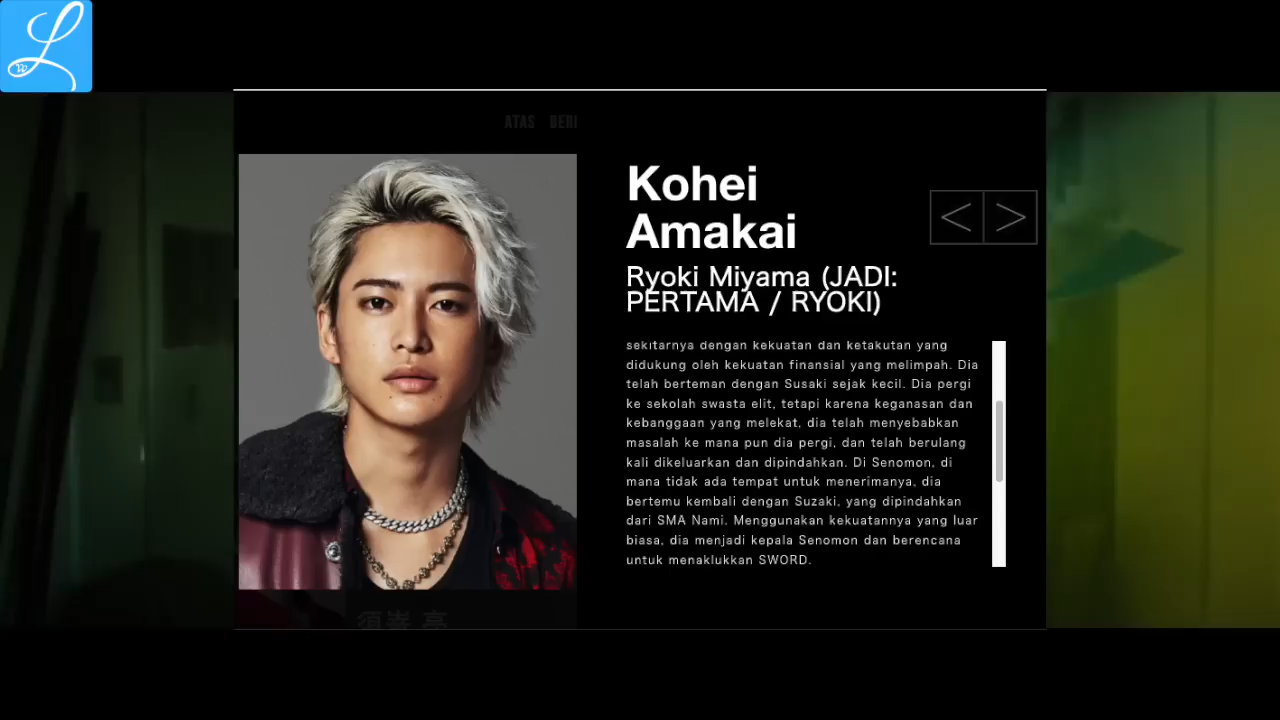 ATAS BERI
Kohei
Amakai
Ryoki Miyama (JADI:
PERTAMA / RYOKI)
sekitarnya dengan kekuatan dan ketakutan yang
didukung oleh kekuatan finansial yang melimpah. Dia
telah berteman dengan Susaki sejak kecil. Dia pergi
ke sekolah swasta elit, tetapi karena keganasan dan
kebanggaan yang melekat, dia telah menyebabkan
masalah ke mana pun dia pergi, dan telah berulang
kali dikeluarkan dan dipindahkan. Di Senomon, di
mana tidak ada tempat untuk menerimanya, dia
bertemu kembali dengan Suzaki, yang dipindahkan
dari SMA Nami. Menggunakan kekuatannya yang luar
biasa, dia menjadi kepala Senomon dan berencana
untuk menaklukkan SWORD.
須嵜 亮